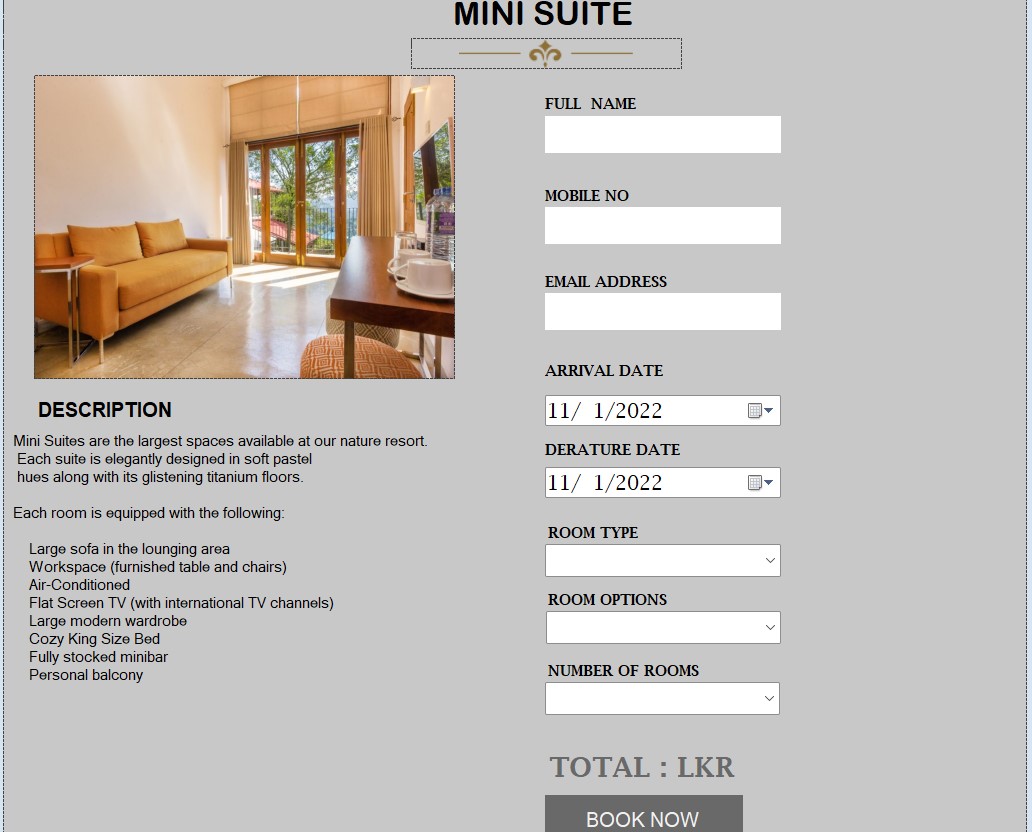 MINI SUITE
FULL NAME
MOBILE NO
EMAIL ADDRESS
ARRIVAL DATE
11/ 1/2022
DERATURE DATE
11/ 1/2022
ROOM TYPE
ROOM OPTIONS
NUMBER OF ROOMS
TOTAL : LKR
BOOK NOW
DESCRIPTION
Mini Suites are the largest spaces available at our nature resort.
Each suite is elegantly designed in soft pastel
hues along with its glistening titanium floors.
Each room is equipped with the following:
Large sofa in the lounging area
Workspace (furnished table and chairs)
Air-Conditioned
Flat Screen TV (with international TV channels)
Large modern wardrobe
Cozy King Size Bed
Fully stocked minibar
Personal balcony